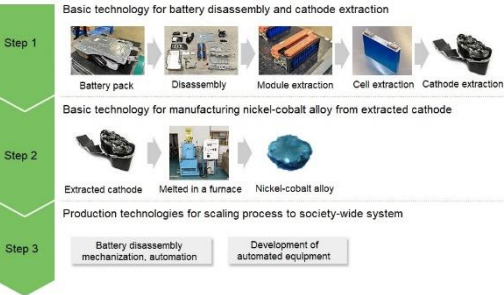 Basic technology for battery disassembly and cathode extraction
Step 1
Battery pack
Disassembly
Module extraction
Cell extraction
Cathode extraction
Basic technology for manufacturing nickel-cobalt alloy from extracted cathode
Step 2
Extracted cathode
Melted in a furnace
Nickel-cobalt alloy
Production technologies for scaling process to society-wide system
Step 3
Battery disassembly
mechanization, automation
Development of
automated equipment